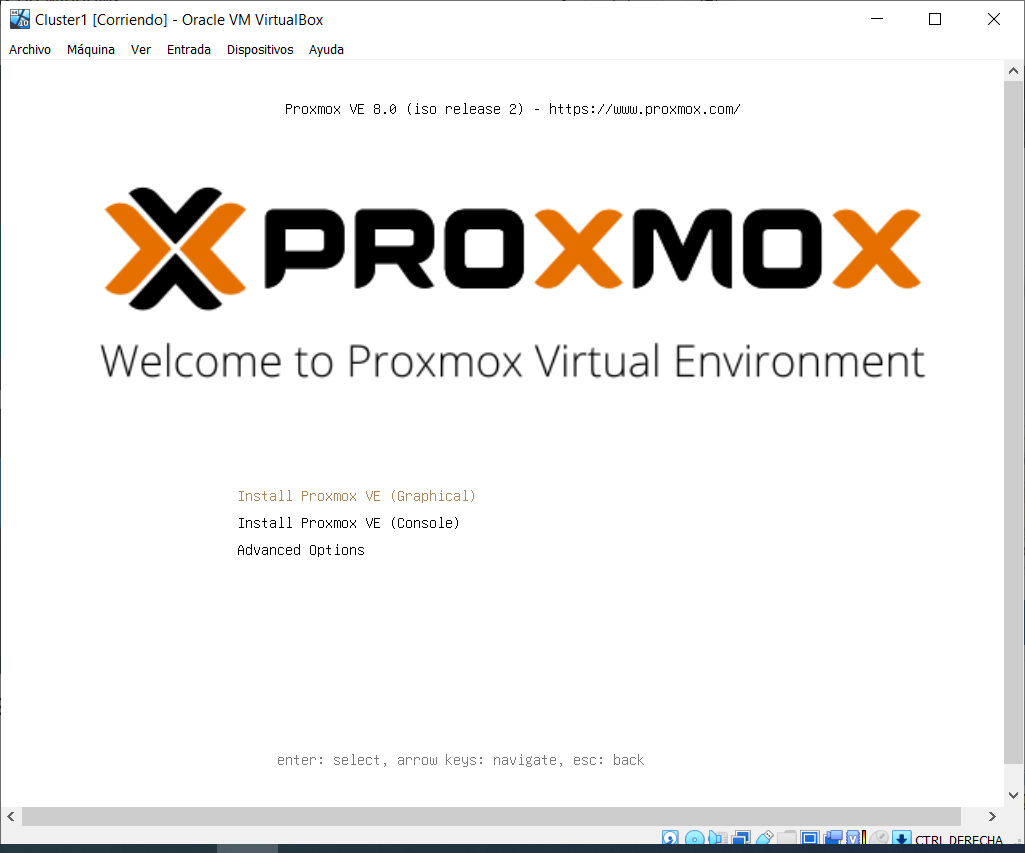 Cluster1 [Corriendo] - Oracle VM VirtualBox
Archivo Máquina Ver Entrada Dispositivos Ayuda
Proxmox VE 8.0 (iso release 2) - https://www.proxmox.com/
PROXMOX
Welcome to Proxmox Virtual Environment
Install Proxmox VE (Graphical)
Install Proxmox VE (Console)
Advanced Options
enter: select, arrow keys: navigate, esc: back
CTRL DERECHA